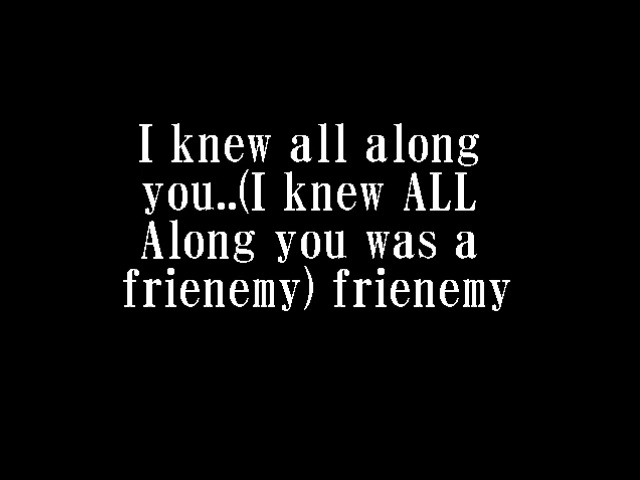 I knew all along
you..(I knew ALL
Along you was a
frienemy) frienemy